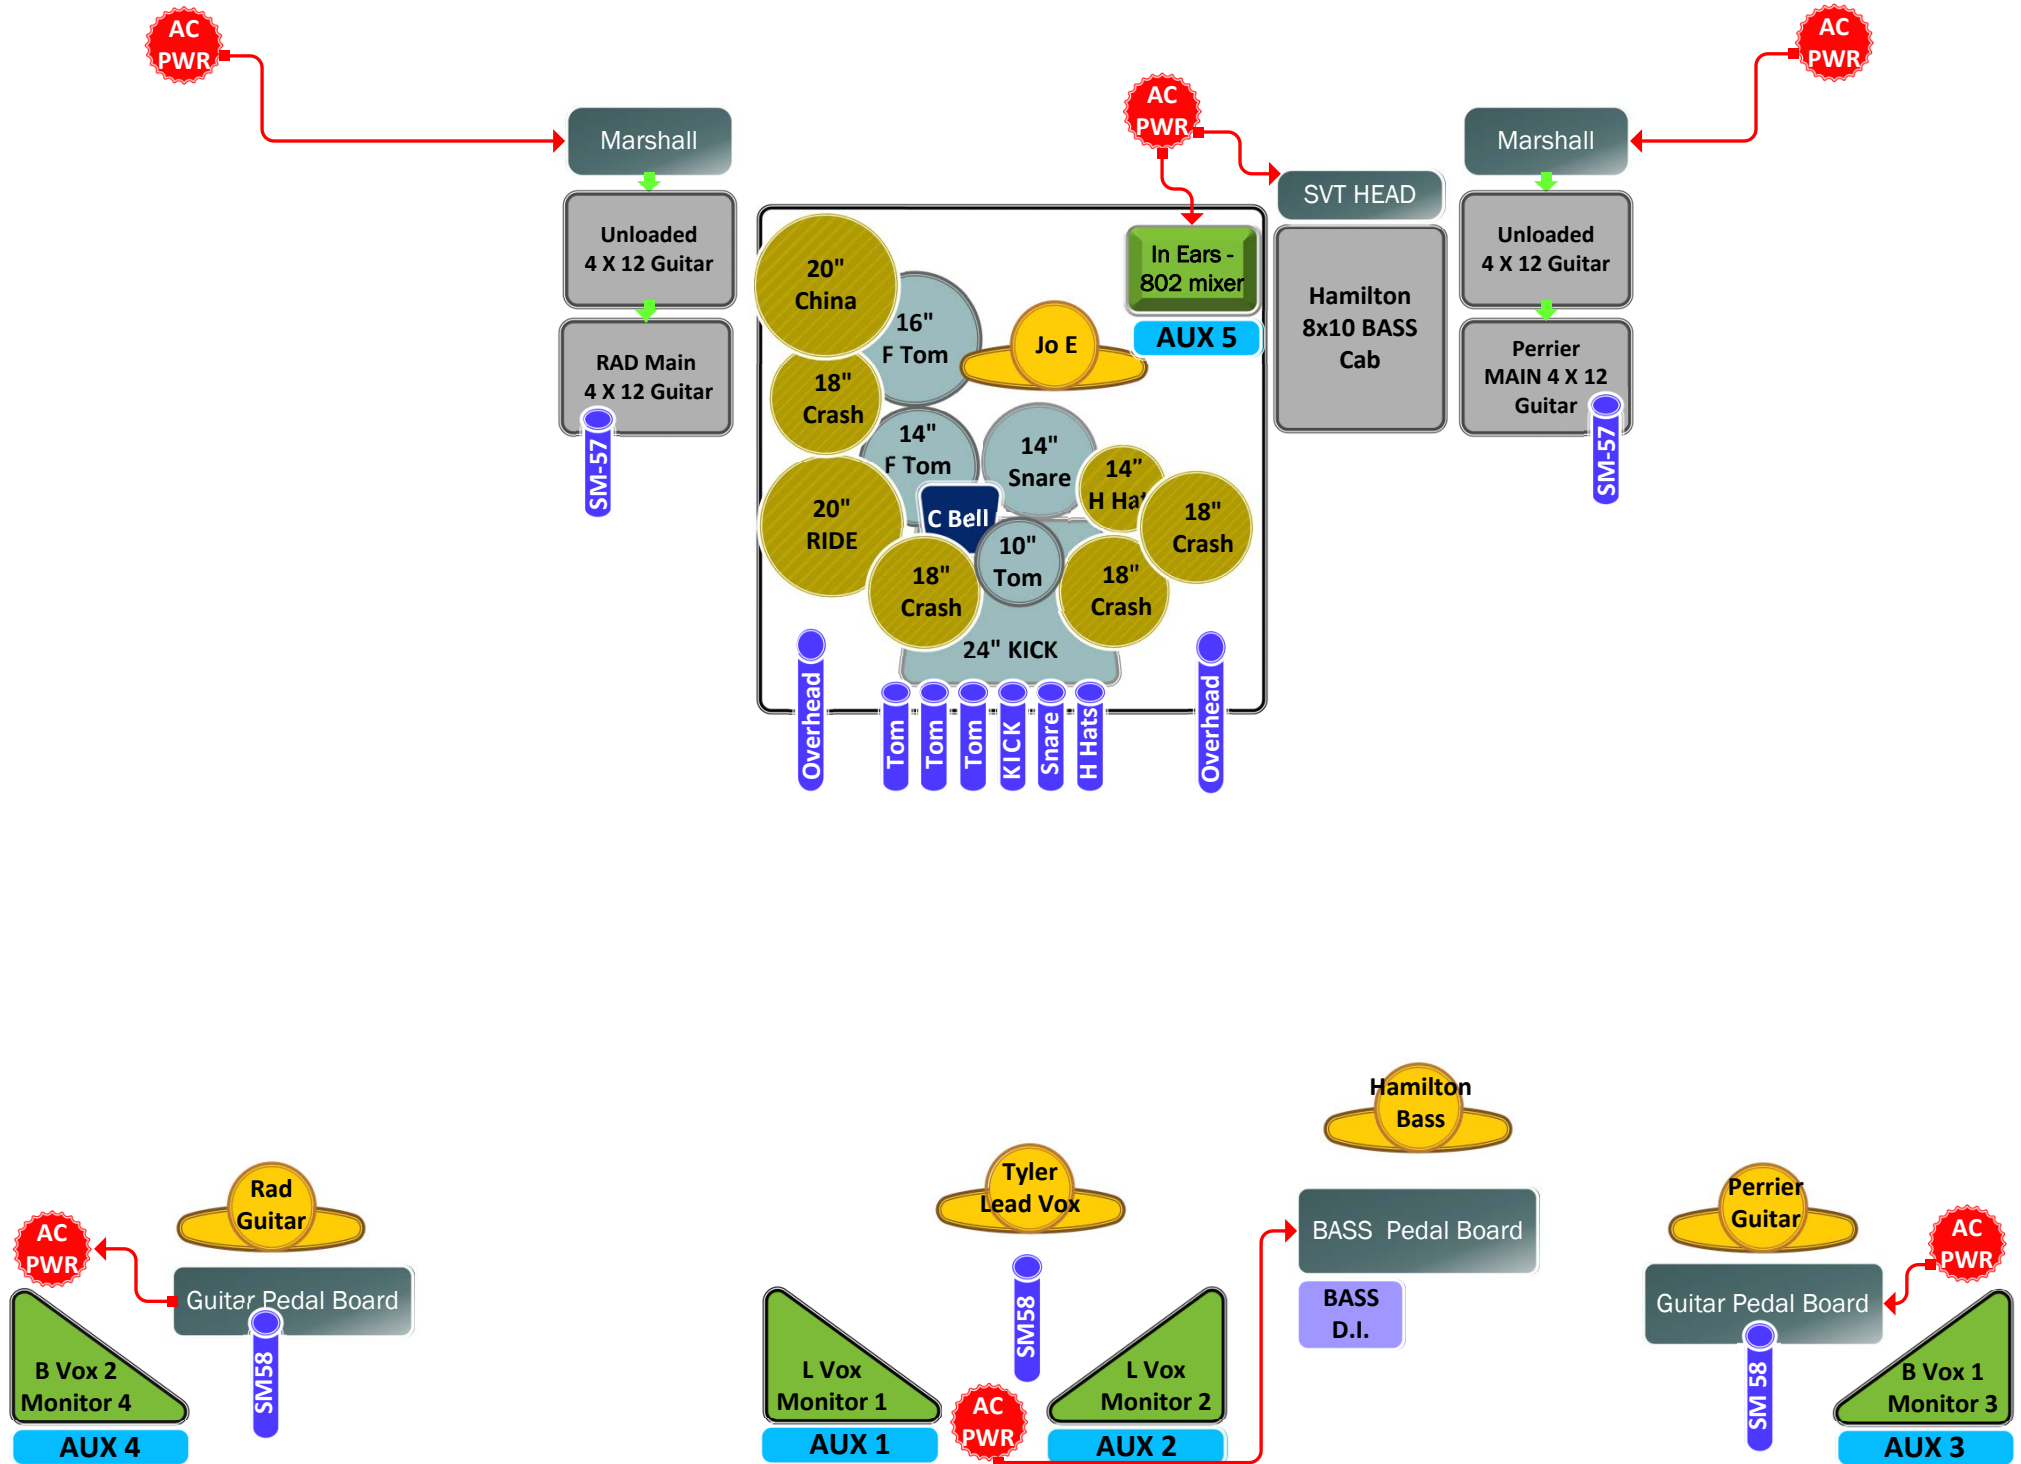 AC
PWR
AC
PWR
AC
PWR
Marshall
Marshall
SVT HEAD
Unloaded
4 X 12 Guitar
Unloaded
4 X 12 Guitar
In Ears -
802 mixer
AUX 5
20"
China
16"
F Tom
Jo E
Hamilton
8x10 BASS
Cab
RAD Main
4 X 12 Guitar
Perrier
MAIN 4 X 12
Guitar
SM-57
SM-57
18"
Crash
14"
F Tom
14"
Snare
14"
H Hat
20"
RIDE
C Bell
10"
Tom
18"
Crash
18"
Crash
18"
Crash
24" KICK
Overhead
Tom
Tom
Tom
KICK
Snare
H Hats
Overhead
Hamilton
Bass
Tyler
Lead Vox
Rad
Guitar
Perrier
Guitar
AC
PWR
AC
PWR
BASS  Pedal Board
Guitar Pedal Board
Guitar Pedal Board
BASS
D.I.
SM58
SM58
SM 58
B Vox 2
Monitor 4
L Vox
Monitor 1
L Vox
Monitor 2
B Vox 1
Monitor 3
AC
PWR
AUX 4
AUX 1
AUX 2
AUX 3